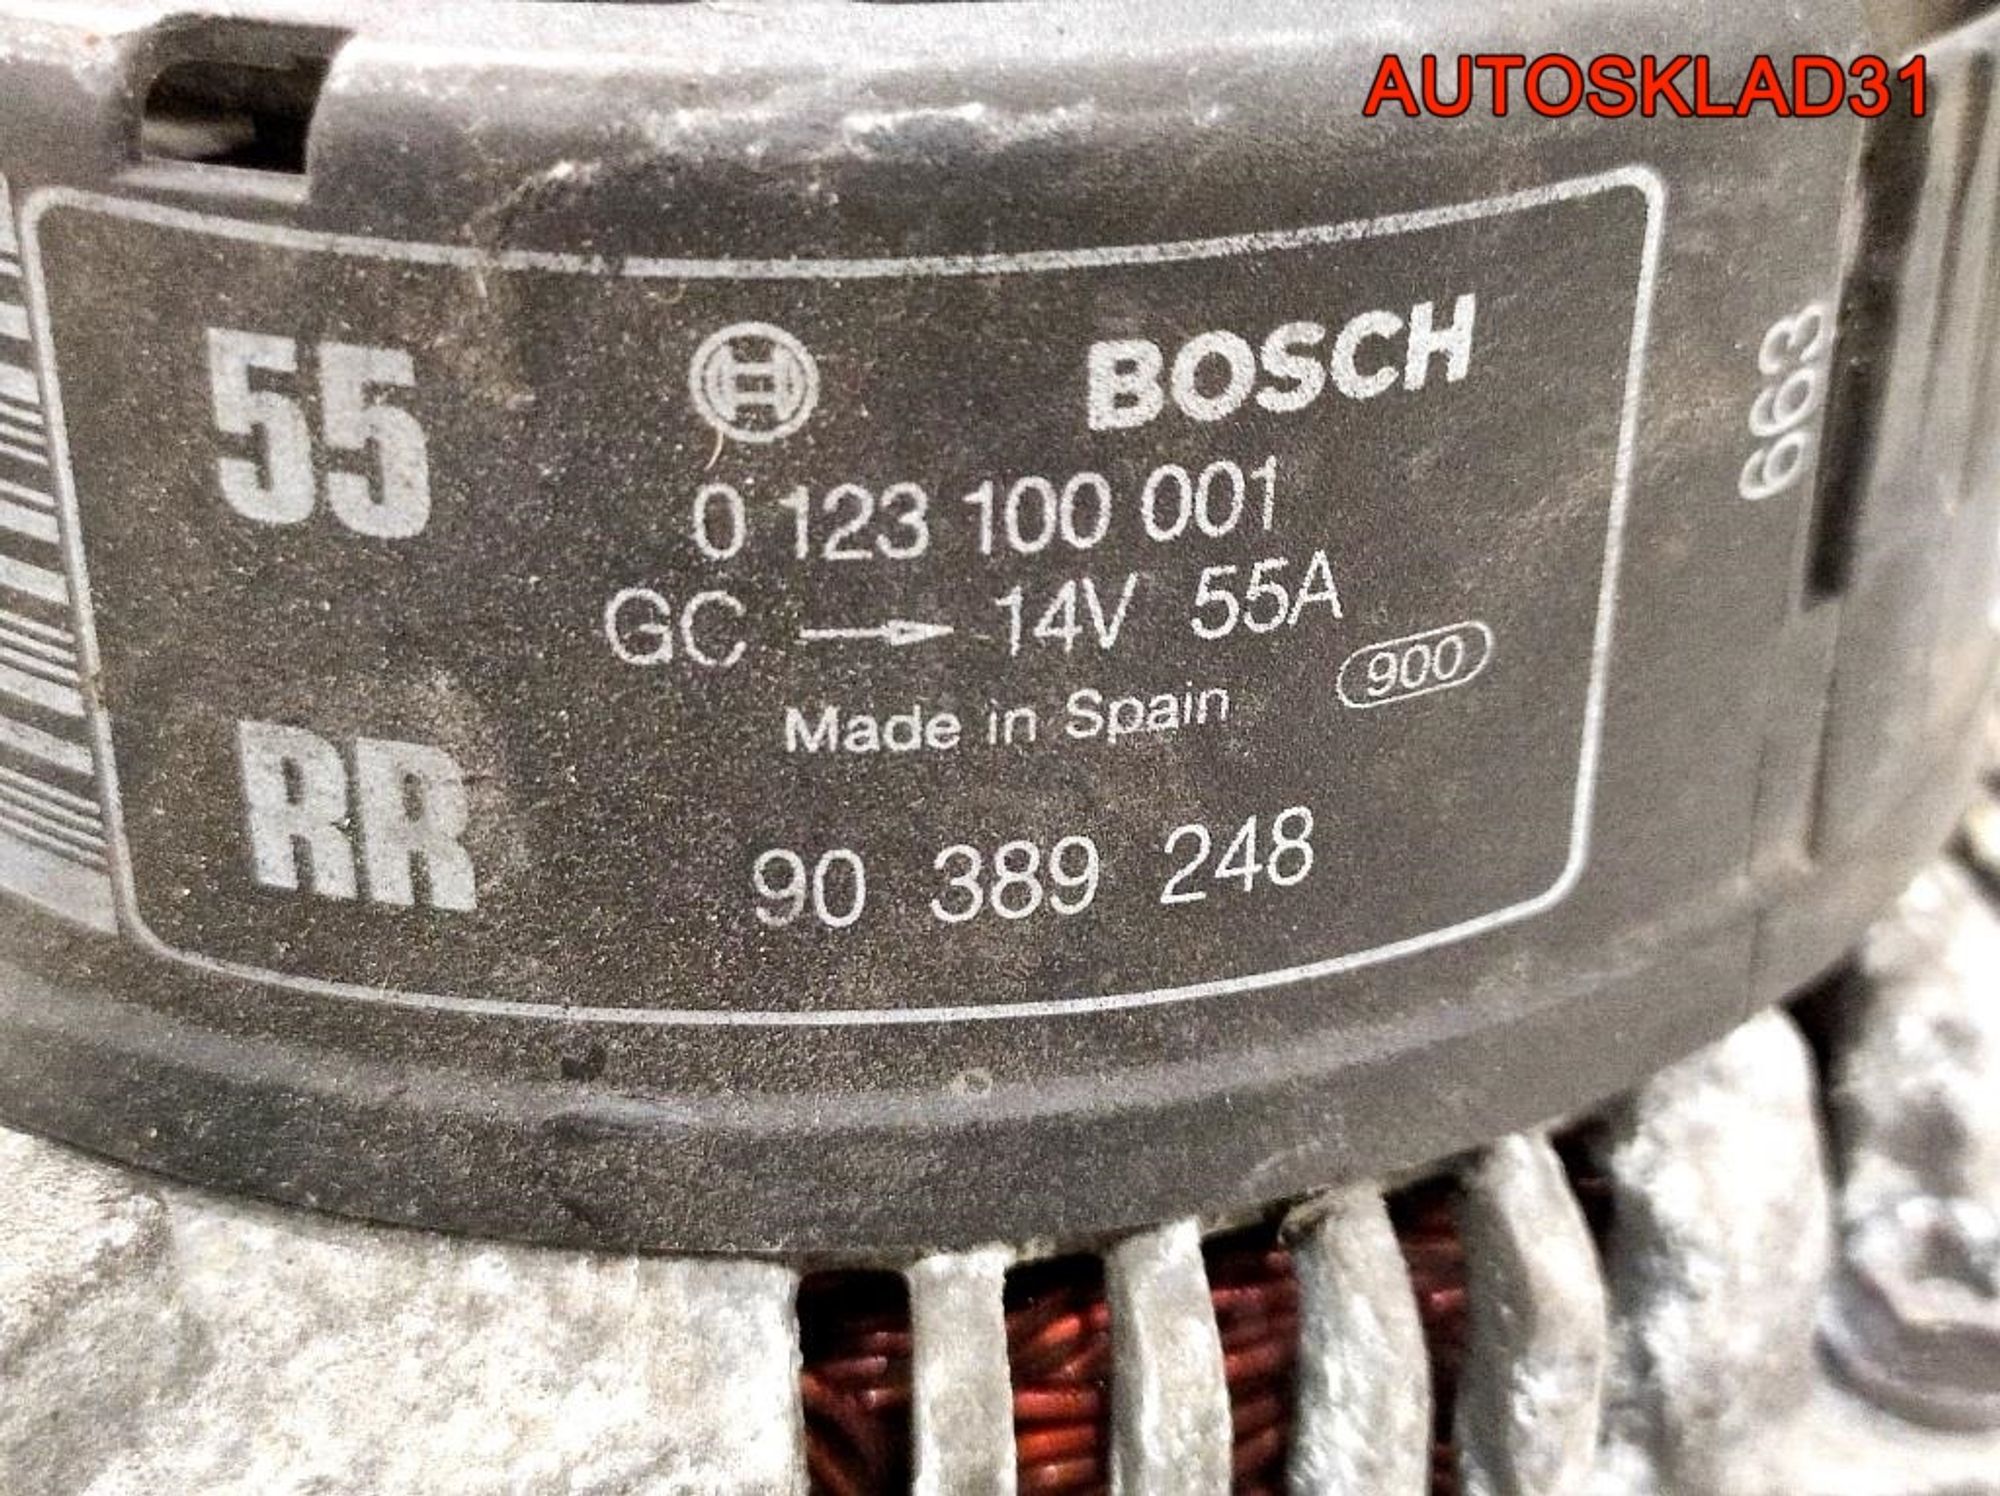 AUTOSKLAD31
55
BOSCH
0 123 100 001
GC → 14V 55A
Made in Spain
900
RR
90 389 248
663